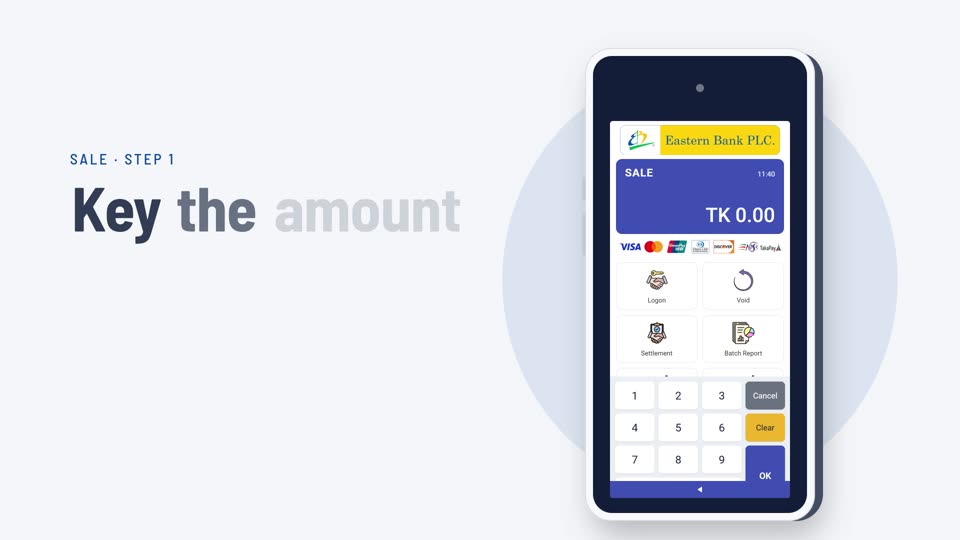 SALE · STEP 1
Key the amount
Eastern Bank PLC.
SALE
11:40
TK 0.00
VISA
DISCOVER
TakaPay
Logon
Void
Settlement
Batch Report
1 2 3 Cancel
4 5 6 Clear
7 8 9
OK